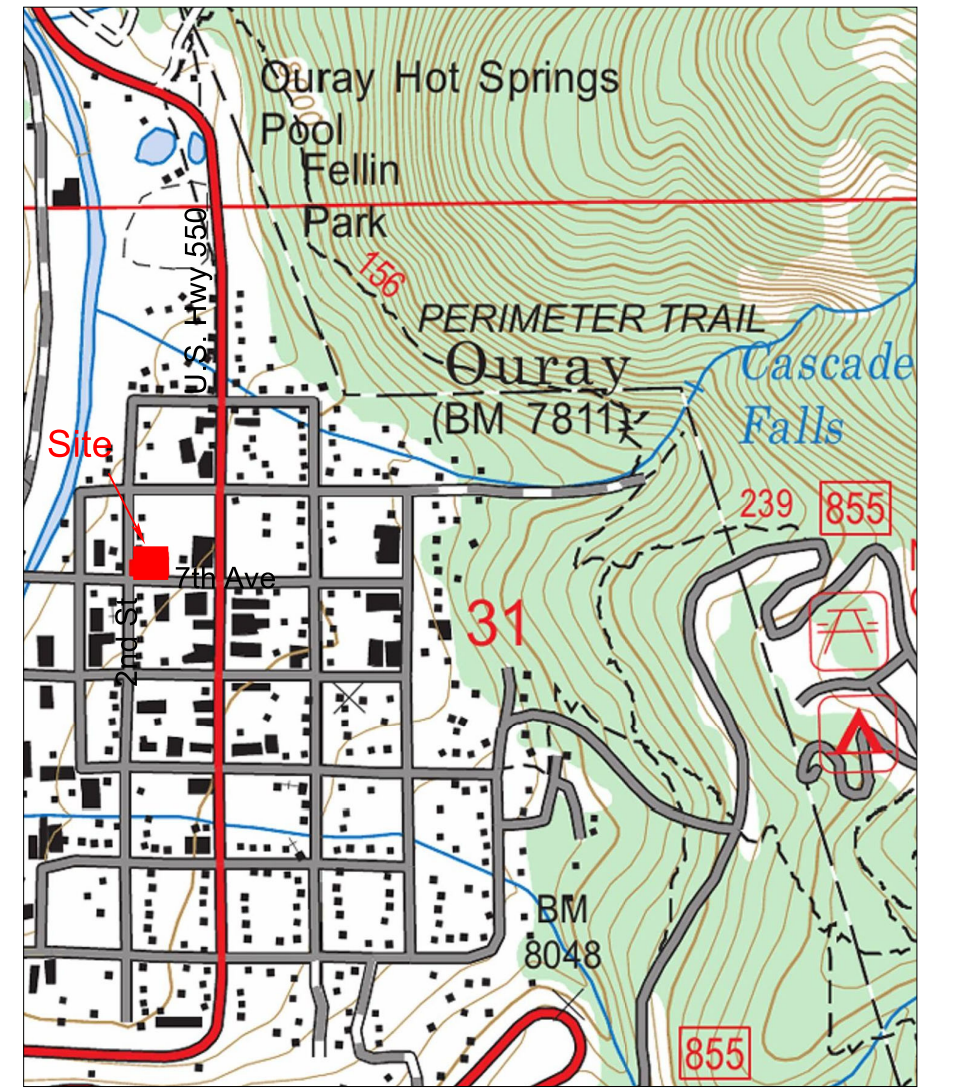 Ouray Hot Springs
Pool
Fellin
Park
U.S. Hwy 550
156
PERIMETER TRAIL
Ouray
(BM 7811)
Cascade
Falls
Site
239
855
7th Ave
2nd St
31
BM
8048
855